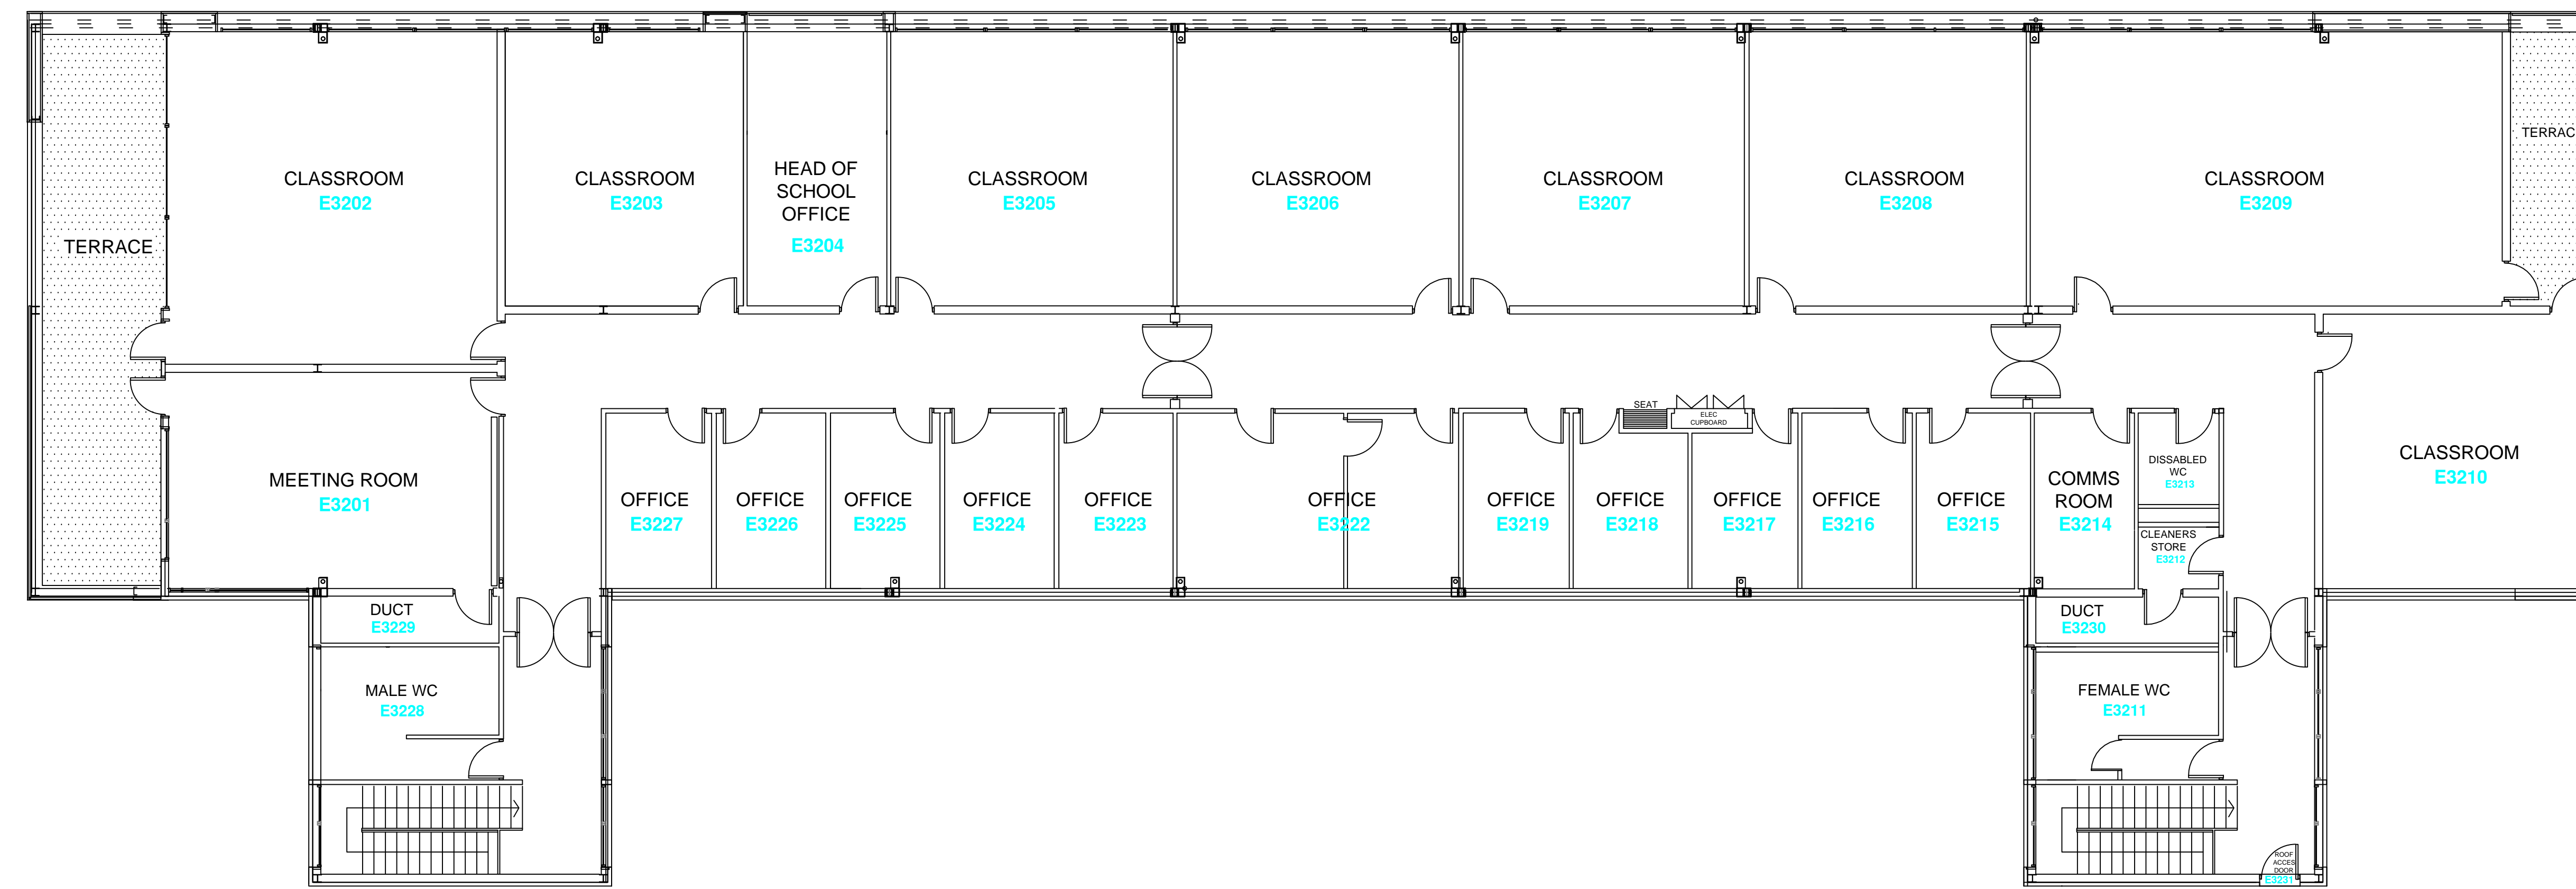 CLASSROOM
E3202
CLASSROOM
E3203
HEAD OF
SCHOOL
OFFICE
E3204
CLASSROOM
E3205
CLASSROOM
E3206
CLASSROOM
E3207
CLASSROOM
E3208
CLASSROOM
E3209
TERRAC
TERRACE
MEETING ROOM
E3201
OFFICE
E3227
OFFICE
E3226
OFFICE
E3225
OFFICE
E3224
OFFICE
E3223
OFFICE
E3222
OFFICE
E3219
OFFICE
E3218
SEAT
ELEC
CUPBOARD
OFFICE
E3217
OFFICE
E3216
OFFICE
E3215
COMMS
ROOM
E3214
DISSABLED
WC
E3213
CLEANERS
STORE
E3212
CLASSROOM
E3210
DUCT
E3229
DUCT
E3230
MALE WC
E3228
FEMALE WC
E3211
ROOF
ACCES
DOOR
E3231